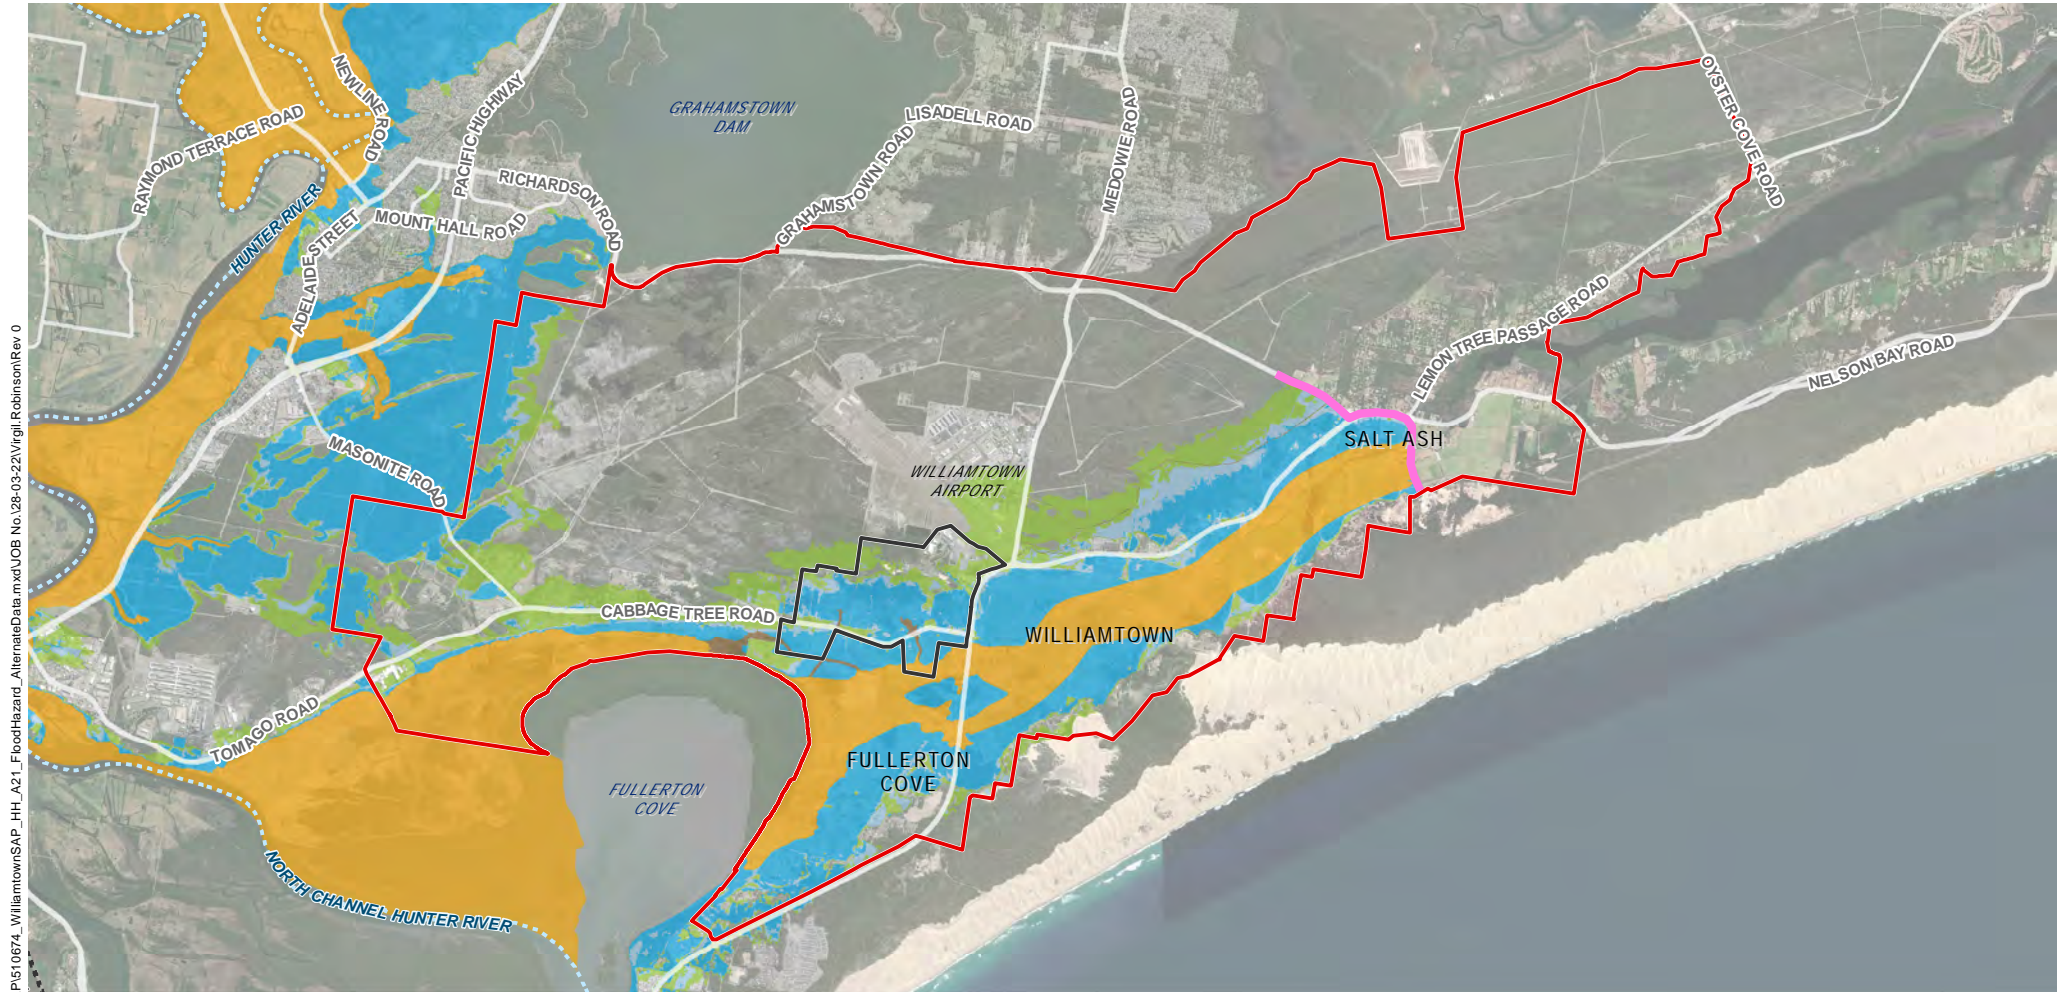 P:\510674_WilliamtownSAP_HH_A21_FloodHazard_AlternateData.mxd\JOB No.\28-03-22\Virgil.Robinson\Rev 0
NEWLINE ROAD
RAYMOND TERRACE ROAD
PACIFIC HIGHWAY
HUNTER RIVER
ADELAIDE STREET
MOUNT HALL ROAD
RICHARDSON ROAD
GRAHAMSTOWN
DAM
LISADELL ROAD
GRAHAMSTOWN ROAD
MEDOWIE ROAD
OYSTER COVE ROAD
LEMON TREE PASSAGE ROAD
NELSON BAY ROAD
SALT ASH
MASONITE ROAD
WILLIAMTOWN
AIRPORT
CABBAGE TREE ROAD
WILLIAMTOWN
TOMAGO ROAD
FULLERTON
COVE
FULLERTON
COVE
NORTH CHANNEL HUNTER RIVER